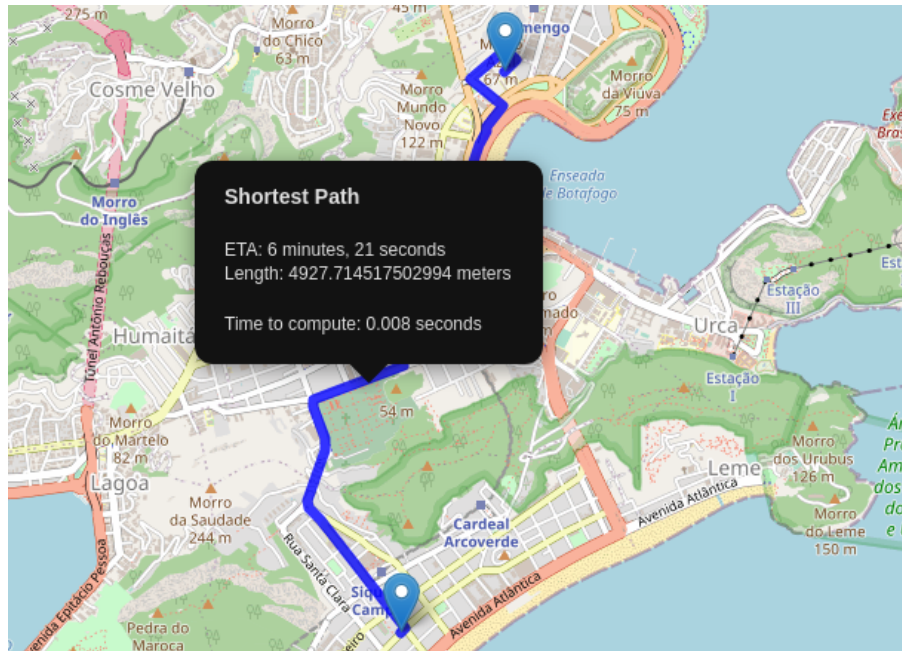 275 m
Morro
do Chico
63 m
45 m
mengo
67 m
Morro
da Viúva
75 m
Cosme Velho
Morro
Mundo
Novo
122 m
Morro
do Inglês
Enseada
de Botafogo
Shortest Path
ETA: 6 minutes, 21 seconds
Length: 4927.714517502994 meters
Time to compute: 0.008 seconds
Túnel Antônio Rebouças
Humaitá
Estação
III
Urca
Estação
I
54 m
Morro
do Martelo
82 m
Lagoa
Morro
da Saudade
244 m
Cardeal
Arcoverde
Leme
Morro
dos Urubus
126 m
Morro
do Leme
150 m
Avenida Atlântica
Rua Santa Clara
Avenida Atlântica
Avenida Epitácio Pessoa
Pedra do
Maroca